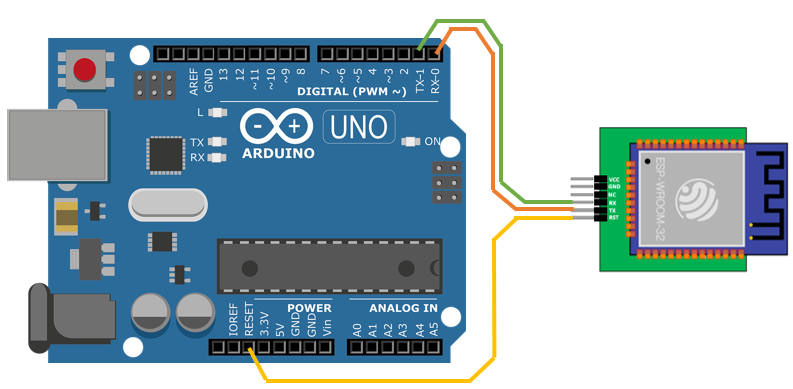 AREF
GND
13
12
~11
~10
~9
8
7
~6
~5
4
~3
2
TX-1
RX-0
DIGITAL (PWM ~)
L
TX
RX
ARDUINO
UNO
ON
POWER
ANALOG IN
IOREF
RESET
3.3V
5V
GND
GND
Vin
A0
A1
A2
A3
A4
A5
VCC
GND
NC
RX
TX
RST
ESP-WROOM-32